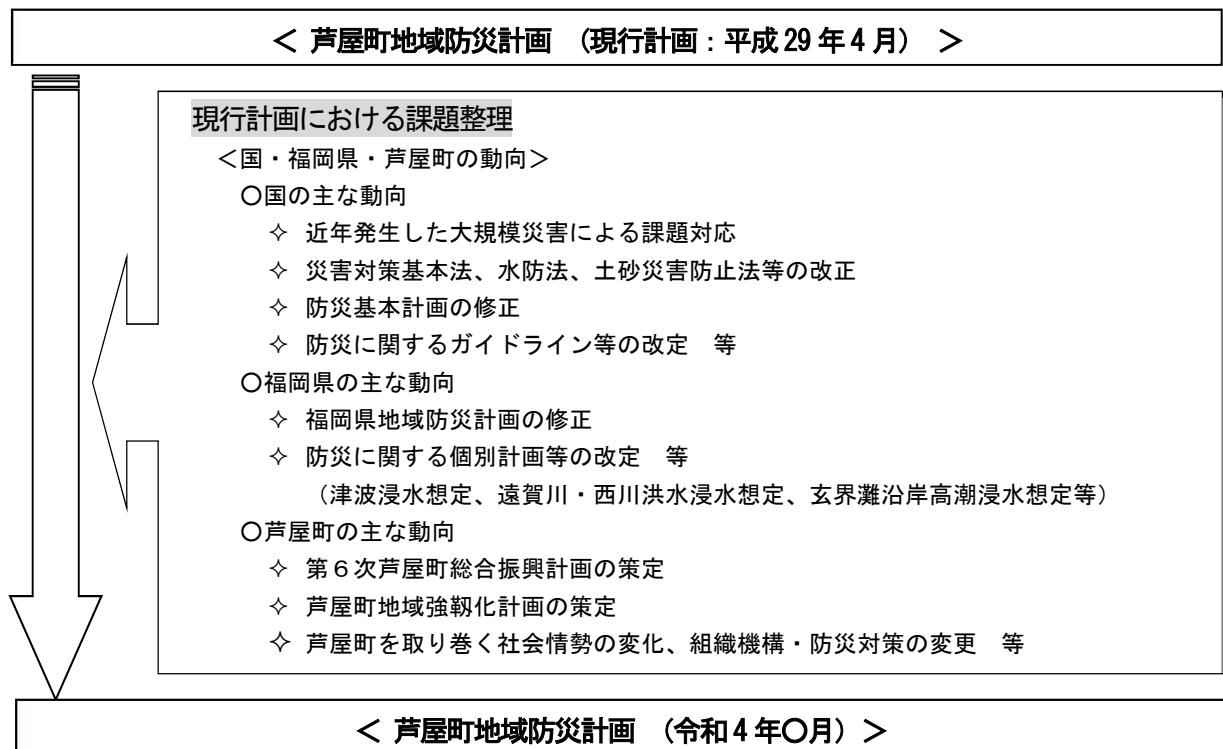 ＜ 芦屋町地域防災計画 （現行計画：平成29年4月） ＞
現行計画における課題整理
＜国・福岡県・芦屋町の動向＞
〇国の主な動向
✧ 近年発生した大規模災害による課題対応
✧ 災害対策基本法、水防法、土砂災害防止法等の改正
✧ 防災基本計画の修正
✧ 防災に関するガイドライン等の改定　等
〇福岡県の主な動向
✧ 福岡県地域防災計画の修正
✧ 防災に関する個別計画等の改定　等
（津波浸水想定、遠賀川・西川洪水浸水想定、玄界灘沿岸高潮浸水想定等）
〇芦屋町の主な動向
✧ 第６次芦屋町総合振興計画の策定
✧ 芦屋町地域強靱化計画の策定
✧ 芦屋町を取り巻く社会情勢の変化、組織機構・防災対策の変更　等
＜ 芦屋町地域防災計画 （令和4年〇月）＞